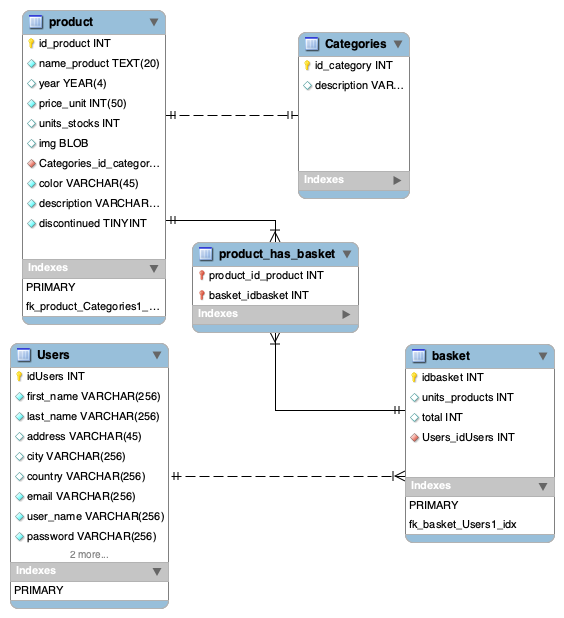 product
id_product INT
name_product TEXT(20)
year YEAR(4)
price_unit INT(50)
units_stocks INT
img BLOB
Categories_id_categor...
color VARCHAR(45)
description VARCHAR...
discontinued TINYINT
Indexes
PRIMARY
fk_product_Categories1_...
Categories
id_category INT
description VAR...
Indexes
product_has_basket
product_id_product INT
basket_idbasket INT
Indexes
Users
idUsers INT
first_name VARCHAR(256)
last_name VARCHAR(256)
address VARCHAR(45)
city VARCHAR(256)
country VARCHAR(256)
email VARCHAR(256)
user_name VARCHAR(256)
password VARCHAR(256)
2 more...
Indexes
PRIMARY
basket
idbasket INT
units_products INT
total INT
Users_idUsers INT
Indexes
PRIMARY
fk_basket_Users1_idx